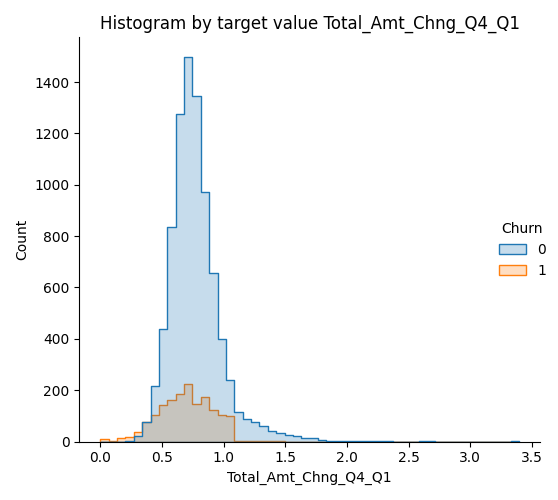 Histogram by target value Total_Amt_Chng_Q4_Q1
Count
1400
1200
1000
800
600
400
200
0
Churn
0
1
0.0 0.5 1.0 1.5 2.0 2.5 3.0 3.5
Total_Amt_Chng_Q4_Q1